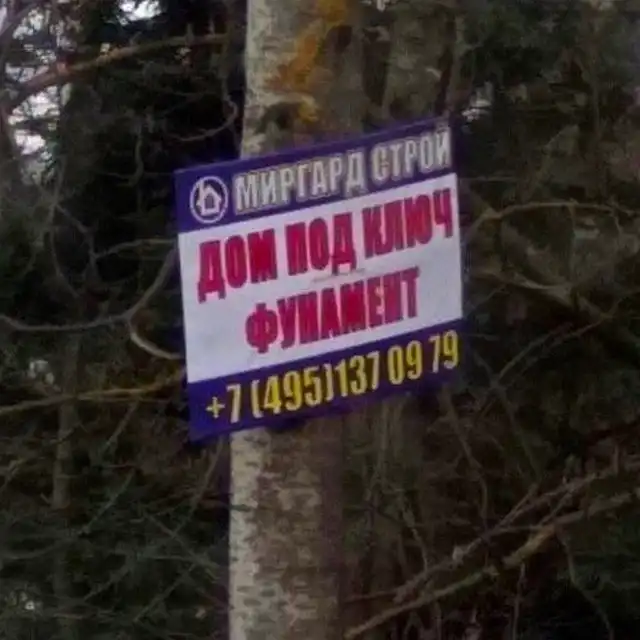 МИРГАРД СТРОЙ
ДОМ ПОД КЛЮЧ
ФУНАМЕНТ
+7 (495)137 09 79